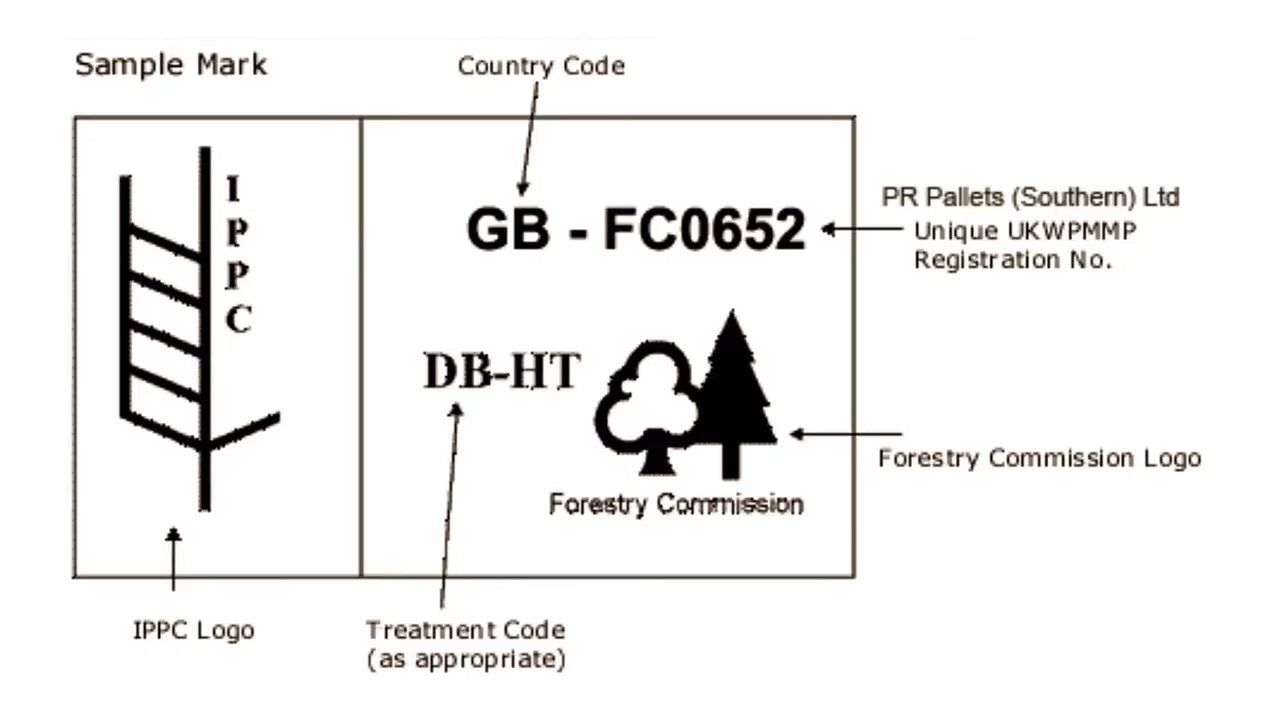 Sample Mark
Country Code
I
P
P
C
GB - FC0652
PR Pallets (Southern) Ltd
Unique UKWPMMP
Registration No.
DB-HT
Forestry Commission
Forestry Commission Logo
IPPC Logo
Treatment Code
(as appropriate)